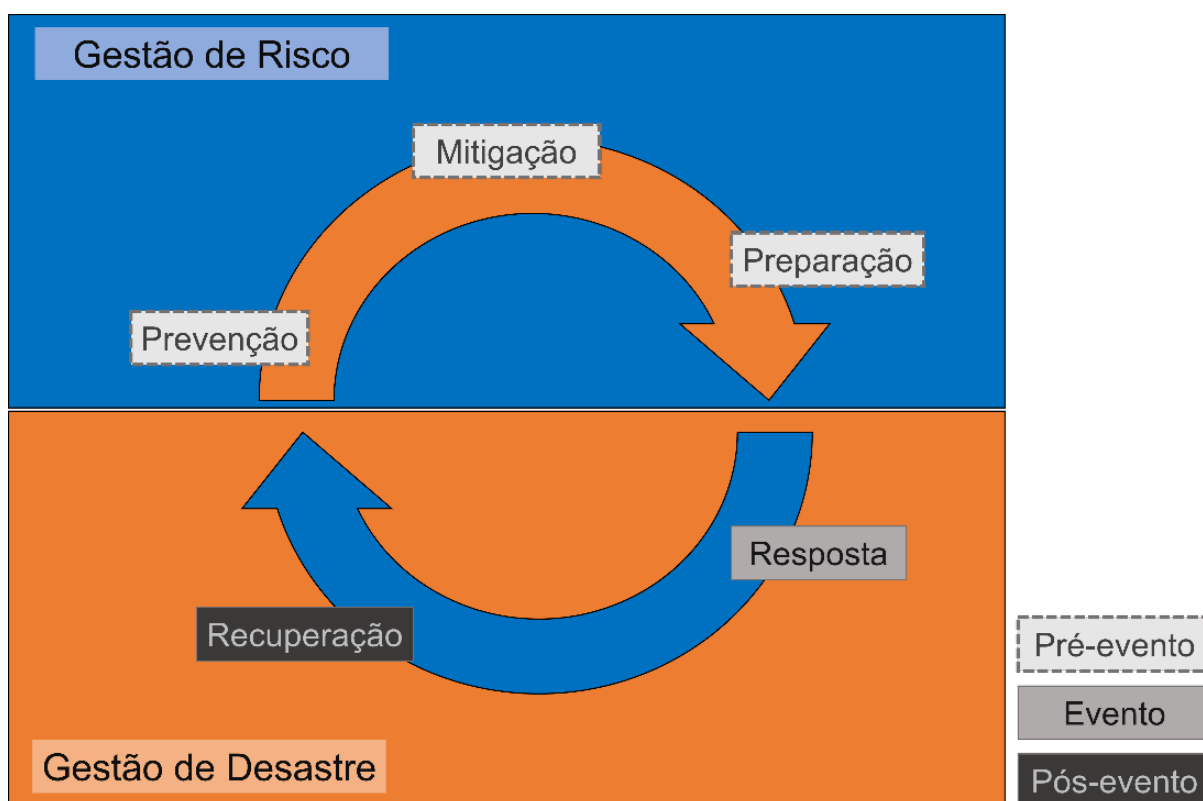 Gestão de Risco
Mitigação
Preparação
Prevenção
Resposta
Recuperação
Gestão de Desastre
Pré-evento
Evento
Pós-evento